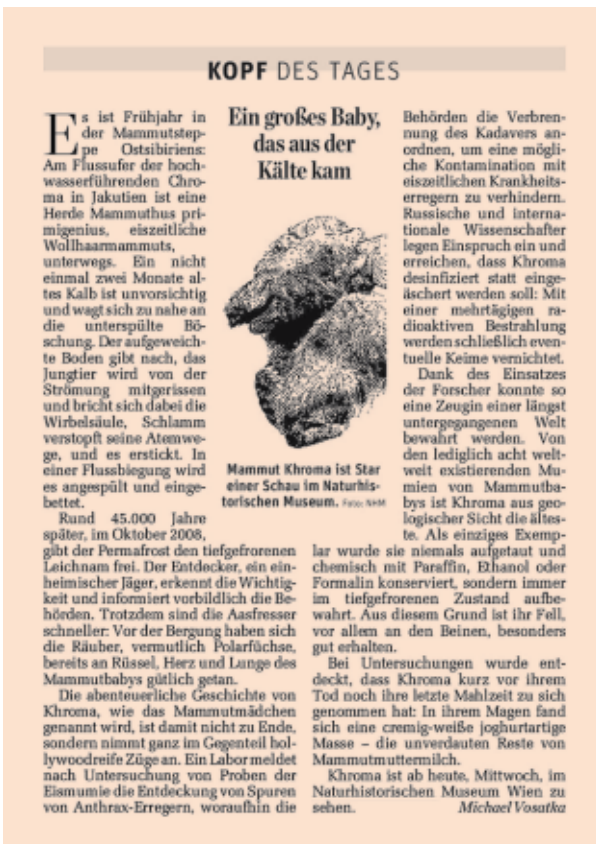 KOPF DES TAGES
Es ist Frühjahr in
der Mammutstep-
pe Ostsibiriens:
Am Flussufer der hoch-
wasserführenden Chro-
ma in Jakutien ist eine
Herde Mammuthus pri-
migenius, eiszeitliche
Wollhaarmammuts,
unterwegs. Ein nicht
einmal zwei Monate al-
tes Kalb ist unvorsichtig
und wagt sich zu nahe an
die unterspülte Bö-
schung. Der aufgeweich-
te Boden gibt nach, das
Jungtier wird von der
Strömung mitgerissen
und bricht sich dabei die
Wirbelsäule, Schlamm
verstopft seine Atemwe-
ge, und es erstickt. In
einer Flussbiegung wird
es angespült und einge-
bettet.
Rund 45.000 Jahre
später, im Oktober 2008,
gibt der Permafrost den tiefgefrorenen
Leichnam frei. Der Entdecker, ein ein-
heimischer Jäger, erkennt die Wichtig-
keit und informiert vorbildlich die Be-
hörden. Trotzdem sind die Aasfresser
schneller: Vor der Bergung haben sich
die Räuber, vermutlich Polarfüchse,
bereits an Rüssel, Herz und Lunge des
Mammutbabys gütlich getan.
Die abenteuerliche Geschichte von
Khroma, wie das Mammutmädchen
genannt wird, ist damit nicht zu Ende,
sondern nimmt ganz im Gegenteil hol-
lywoodreife Züge an. Ein Labor meldet
nach Untersuchung von Proben der
Eismumie die Entdeckung von Spuren
von Anthrax-Erregern, woraufhin die
Ein großes Baby,
das aus der
Kälte kam
Mammut Khroma ist Star
einer Schau im Naturhis-
torischen Museum. Foto: NHM
Behörden die Verbren-
nung des Kadavers an-
ordnen, um eine mögli-
che Kontamination mit
eiszeitlichen Krankheits-
erregern zu verhindern.
Russische und interna-
tionale Wissenschafter
legen Einspruch ein und
erreichen, dass Khroma
desinfiziert statt einge-
äschert werden soll: Mit
einer mehrtägigen ra-
dioaktiven Bestrahlung
werden schließlich even-
tuelle Keime vernichtet.
Dank des Einsatzes
der Forscher konnte so
eine Zeugin einer längst
untergegangenen Welt
bewahrt werden. Von
den lediglich acht welt-
weit existierenden Mu-
mien von Mammutba-
bys ist Khroma aus geo-
logischer Sicht die ältes-
te. Als einziges Exemp-
lar wurde sie niemals aufgetaut und
chemisch mit Paraffin, Ethanol oder
Formalin konserviert, sondern immer
im tiefgefrorenen Zustand aufbe-
wahrt. Aus diesem Grund ist ihr Fell,
vor allem an den Beinen, besonders
gut erhalten.
Bei Untersuchungen wurde ent-
deckt, dass Khroma kurz vor ihrem
Tod noch ihre letzte Mahlzeit zu sich
genommen hat: In ihrem Magen fand
sich eine cremig-weiße joghurtartige
Masse – die unverdauten Reste von
Mammutmuttermilch.
Khroma ist ab heute, Mittwoch, im
Naturhistorischen Museum Wien zu
sehen. Michael Vosatka